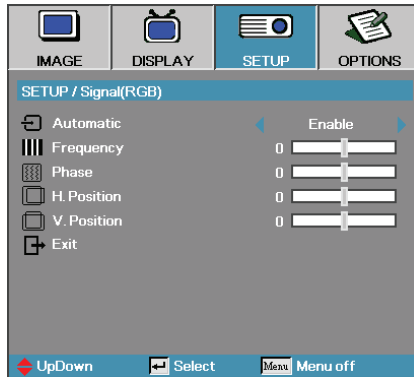 IMAGE DISPLAY SETUP OPTIONS
SETUP / Signal(RGB)
Automatic Enable
Frequency 0
Phase 0
H. Position 0
V. Position 0
Exit
UpDown Select Menu Menu off